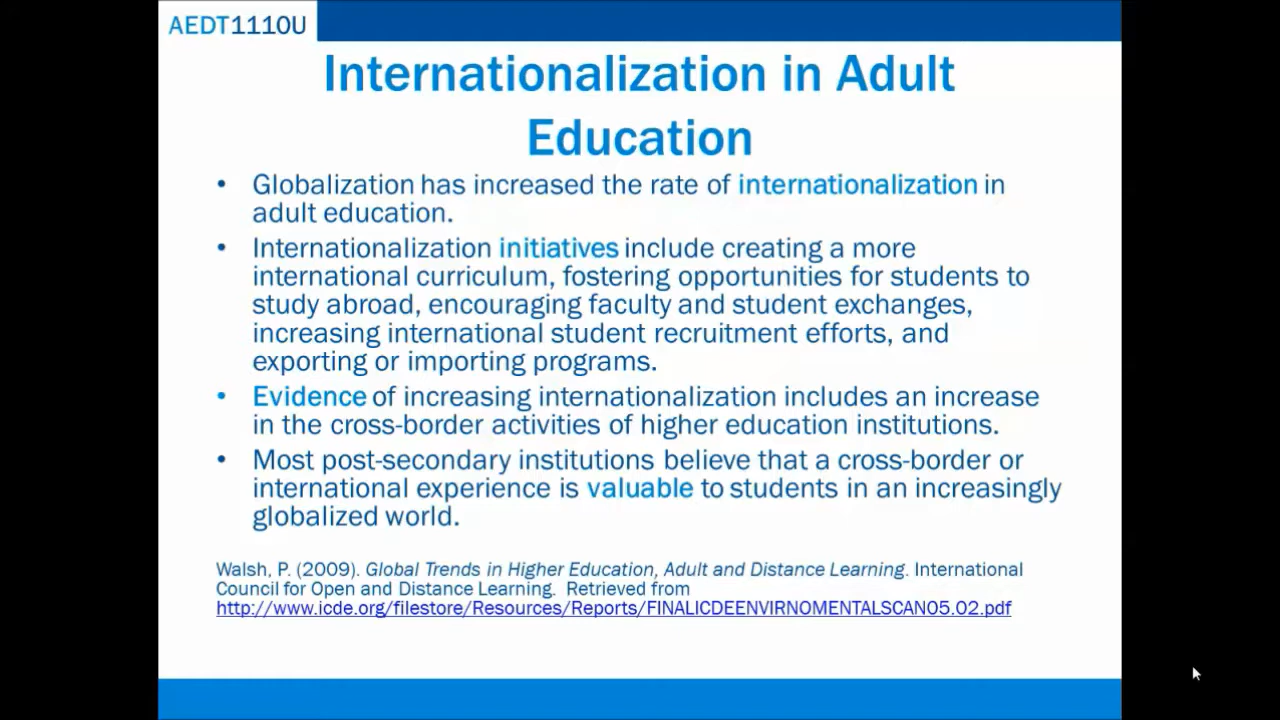 AEDT1110U
Internationalization in Adult
Education
• Globalization has increased the rate of internationalization in
adult education.
• Internationalization initiatives include creating a more
international curriculum, fostering opportunities for students to
study abroad, encouraging faculty and student exchanges,
increasing international student recruitment efforts, and
exporting or importing programs.
• Evidence of increasing internationalization includes an increase
in the cross-border activities of higher education institutions.
• Most post-secondary institutions believe that a cross-border or
international experience is valuable to students in an increasingly
globalized world.
Walsh, P. (2009). Global Trends in Higher Education, Adult and Distance Learning. International
Council for Open and Distance Learning. Retrieved from
http://www.icde.org/filestore/Resources/Reports/FINALICDEENVIRNOMENTALSCAN05.02.pdf